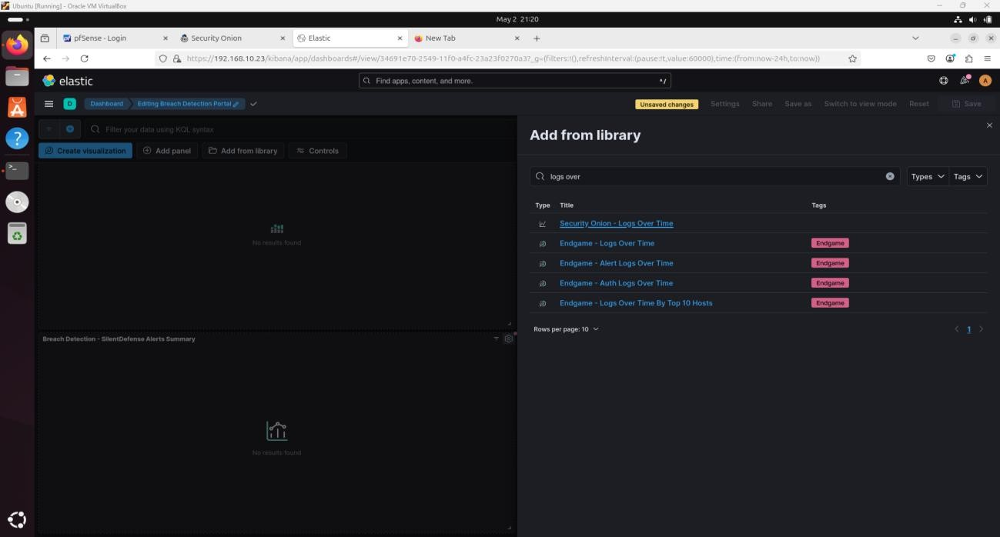 Ubuntu [Running] - Oracle VM VirtualBox
May 2 21:20
pfSense - Login
Security Onion
Elastic
New Tab
https://192.168.10.23/kibana/app/dashboards#/view/34691e70-2549-11f0-a4fc-23a23f0270a3?_g=(filters:!(),refreshInterval:(pause:!t,value:60000),time:(from:now-24h,to:now))
elastic
Find apps, content, and more.
^/
A
D
Dashboard
Editing Breach Detection Portal
Unsaved changes
Settings
Share
Save as
Switch to view mode
Reset
Save
Filter your data using KQL syntax
Create visualization
Add panel
Add from library
Controls
No results found
Breach Detection - SilentDefense Alerts Summary
No results found
Add from library
logs over
Types
Tags
Type Title Tags
Security Onion - Logs Over Time
Endgame - Logs Over Time Endgame
Endgame - Alert Logs Over Time Endgame
Endgame - Auth Logs Over Time Endgame
Endgame - Logs Over Time By Top 10 Hosts Endgame
Rows per page: 10
1